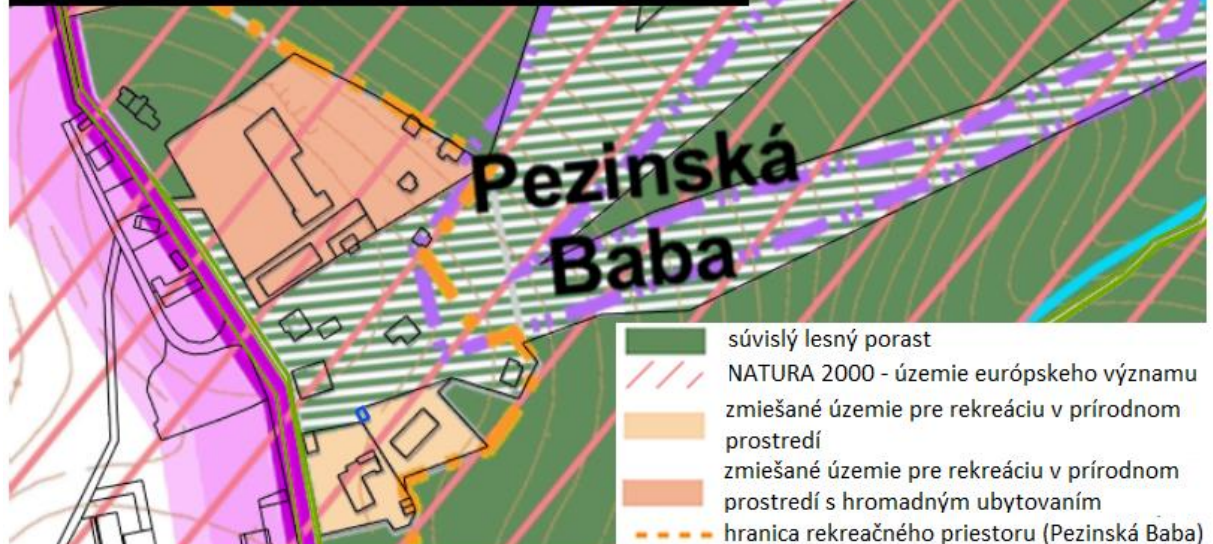 Pezinská
Baba
súvislý lesný porast
NATURA 2000 - územie európskeho významu
zmiešané územie pre rekreáciu v prírodnom
prostredí
zmiešané územie pre rekreáciu v prírodnom
prostredí s hromadným ubytovaním
hranica rekreačného priestoru (Pezinská Baba)